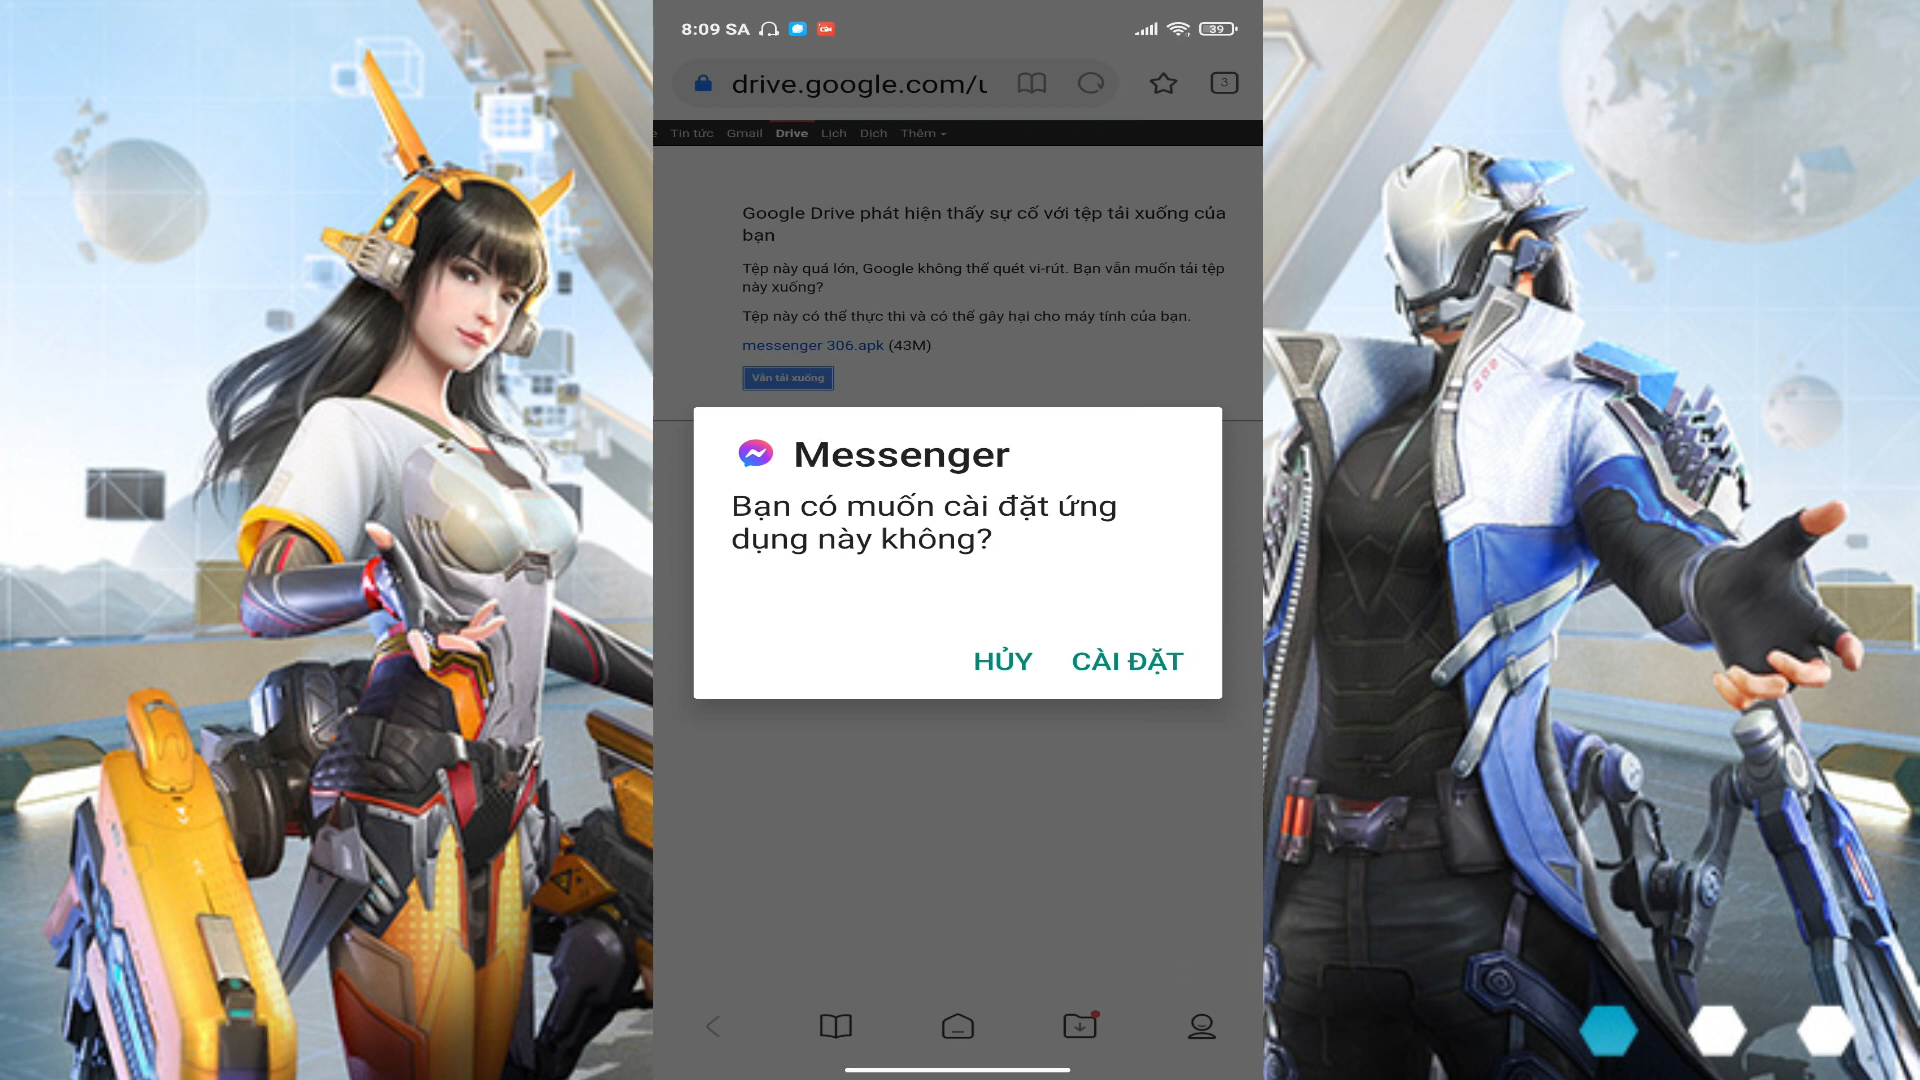 8:09 SA
39
drive.google.com/u
3
Tin tức Gmail Drive Lịch Dịch Thêm
Google Drive phát hiện thấy sự cố với tệp tải xuống của
bạn
Tệp này quá lớn, Google không thể quét vi-rút. Bạn vẫn muốn tải tệp
này xuống?
Tệp này có thể thực thi và có thể gây hại cho máy tính của bạn.
messenger 306.apk (43M)
Vẫn tải xuống
Messenger
Bạn có muốn cài đặt ứng
dụng này không?
HỦY CÀI ĐẶT